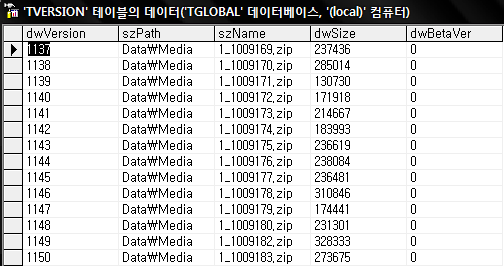 'TVERSION' 테이블의 데이터('TGLOBAL' 데이터베이스, '(local)' 컴퓨터)
dwVersion szPath szName dwSize dwBetaVer
1137 Data₩Media 1_1009169,zip 237436 0
1138 Data₩Media 1_1009170,zip 285014 0
1139 Data₩Media 1_1009171,zip 130730 0
1140 Data₩Media 1_1009172,zip 171918 0
1141 Data₩Media 1_1009173,zip 214667 0
1142 Data₩Media 1_1009174,zip 183993 0
1143 Data₩Media 1_1009175,zip 236619 0
1144 Data₩Media 1_1009176,zip 238084 0
1145 Data₩Media 1_1009177,zip 236481 0
1146 Data₩Media 1_1009178,zip 310846 0
1147 Data₩Media 1_1009179,zip 174441 0
1148 Data₩Media 1_1009180,zip 231301 0
1149 Data₩Media 1_1009182,zip 328333 0
1150 Data₩Media 1_1009183,zip 273675 0